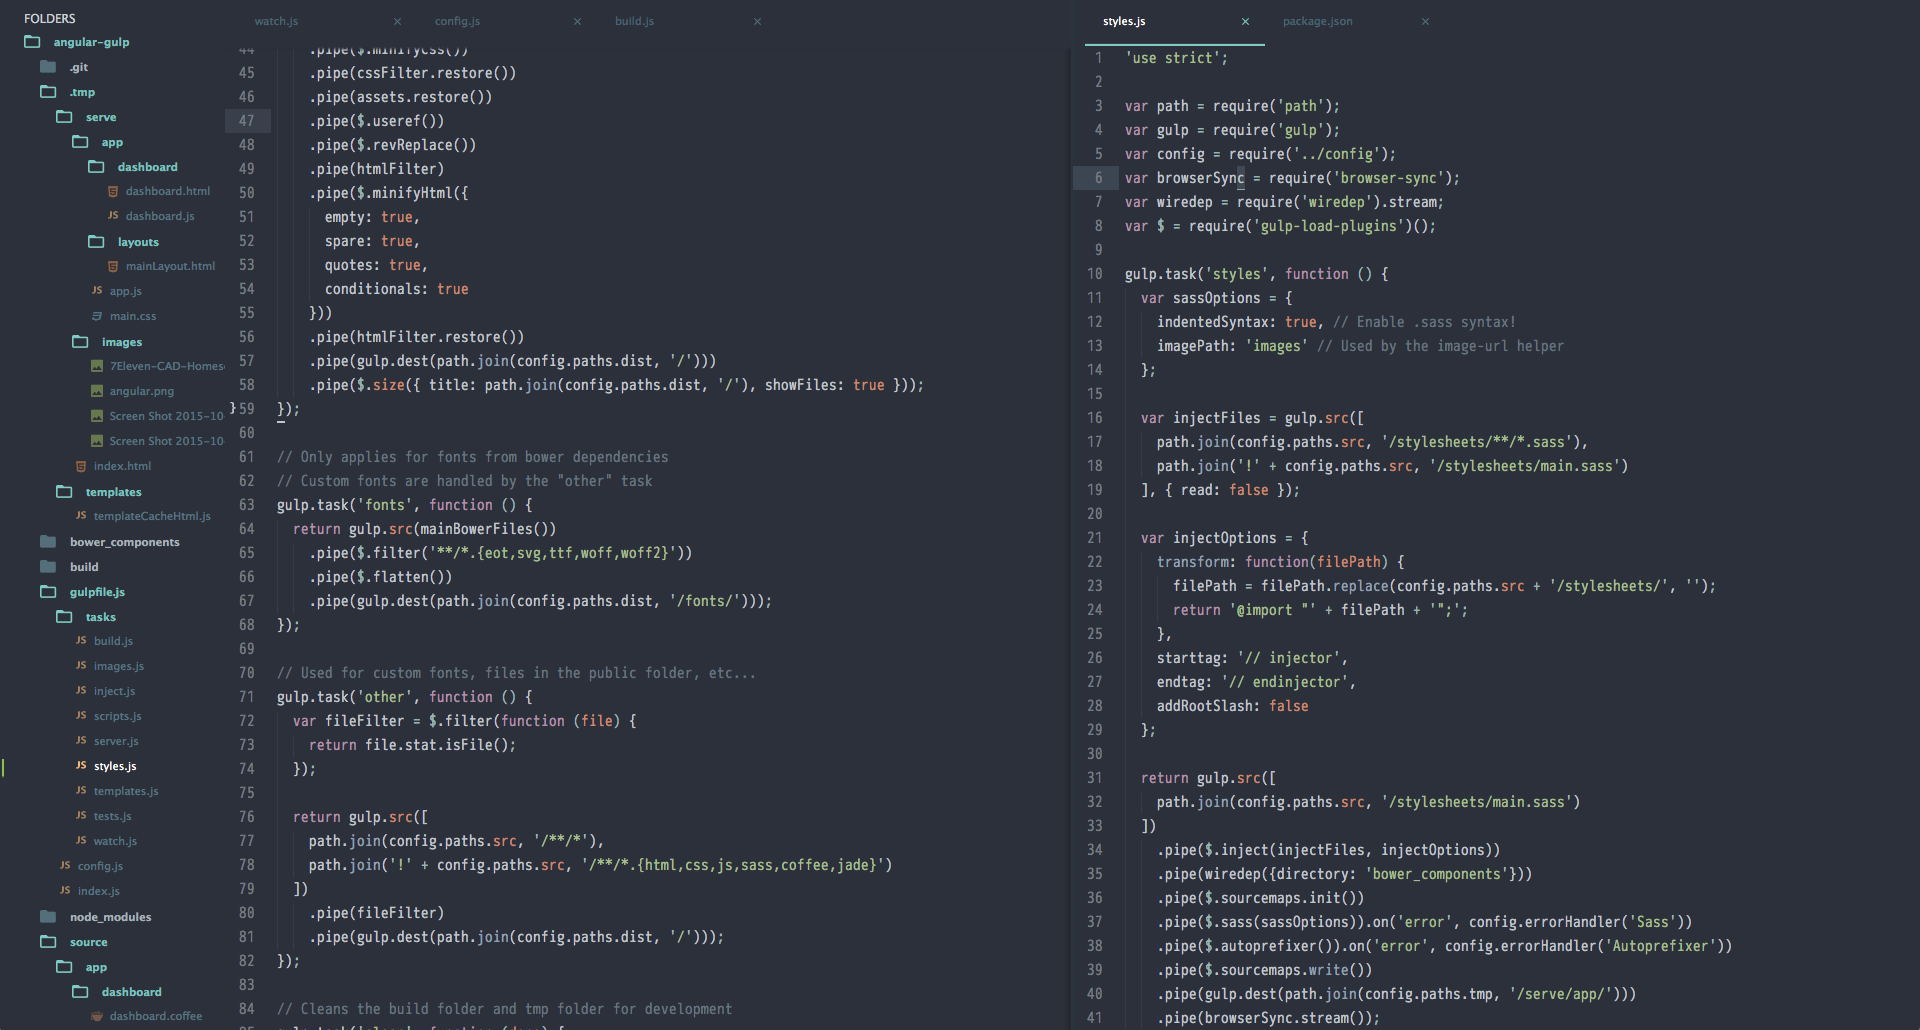 FOLDERS
angular-gulp
.git
.tmp
serve
app
dashboard
dashboard.html
JS dashboard.js
layouts
mainLayout.html
JS app.js
main.css
images
7Eleven-CAD-Homes
angular.png
Screen Shot 2015-10
Screen Shot 2015-10
index.html
templates
JS templateCacheHtml.js
bower_components
build
gulpfile.js
tasks
JS build.js
JS images.js
JS inject.js
JS scripts.js
JS server.js
JS styles.js
JS templates.js
JS tests.js
JS watch.js
JS config.js
JS index.js
node_modules
source
app
dashboard
dashboard.coffee
watch.js × config.js × build.js ×
44 .pipe($.minifyCss())
45 .pipe(cssFilter.restore())
46 .pipe(assets.restore())
47 .pipe($.useref())
48 .pipe($.revReplace())
49 .pipe(htmlFilter)
50 .pipe($.minifyHtml({
51 empty: true,
52 spare: true,
53 quotes: true,
54 conditionals: true
55 }))
56 .pipe(htmlFilter.restore())
57 .pipe(gulp.dest(path.join(config.paths.dist, '/')))
58 .pipe($.size({ title: path.join(config.paths.dist, '/'), showFiles: true }));
} 59 });
60
61 // Only applies for fonts from bower dependencies
62 // Custom fonts are handled by the "other" task
63 gulp.task('fonts', function () {
64 return gulp.src(mainBowerFiles())
65 .pipe($.filter('**/*.{eot,svg,ttf,woff,woff2}'))
66 .pipe($.flatten())
67 .pipe(gulp.dest(path.join(config.paths.dist, '/fonts/')));
68 });
69
70 // Used for custom fonts, files in the public folder, etc...
71 gulp.task('other', function () {
72 var fileFilter = $.filter(function (file) {
73 return file.stat.isFile();
74 });
75
76 return gulp.src([
77 path.join(config.paths.src, '/**/*'),
78 path.join('!' + config.paths.src, '/**/*.{html,css,js,sass,coffee,jade}')
79 ])
80 .pipe(fileFilter)
81 .pipe(gulp.dest(path.join(config.paths.dist, '/')));
82 });
83
84 // Cleans the build folder and tmp folder for development
styles.js × package.json ×
1 'use strict';
2
3 var path = require('path');
4 var gulp = require('gulp');
5 var config = require('../config');
6 var browserSync = require('browser-sync');
7 var wiredep = require('wiredep').stream;
8 var $ = require('gulp-load-plugins')();
9
10 gulp.task('styles', function () {
11 var sassOptions = {
12 indentedSyntax: true, // Enable .sass syntax!
13 imagePath: 'images' // Used by the image-url helper
14 };
15
16 var injectFiles = gulp.src([
17 path.join(config.paths.src, '/stylesheets/**/*.sass'),
18 path.join('!' + config.paths.src, '/stylesheets/main.sass')
19 ], { read: false });
20
21 var injectOptions = {
22 transform: function(filePath) {
23 filePath = filePath.replace(config.paths.src + '/stylesheets/', '');
24 return '@import "' + filePath + '";';
25 },
26 starttag: '// injector',
27 endtag: '// endinjector',
28 addRootSlash: false
29 };
30
31 return gulp.src([
32 path.join(config.paths.src, '/stylesheets/main.sass')
33 ])
34 .pipe($.inject(injectFiles, injectOptions))
35 .pipe(wiredep({directory: 'bower_components'}))
36 .pipe($.sourcemaps.init())
37 .pipe($.sass(sassOptions)).on('error', config.errorHandler('Sass'))
38 .pipe($.autoprefixer()).on('error', config.errorHandler('Autoprefixer'))
39 .pipe($.sourcemaps.write())
40 .pipe(gulp.dest(path.join(config.paths.tmp, '/serve/app/')))
41 .pipe(browserSync.stream());